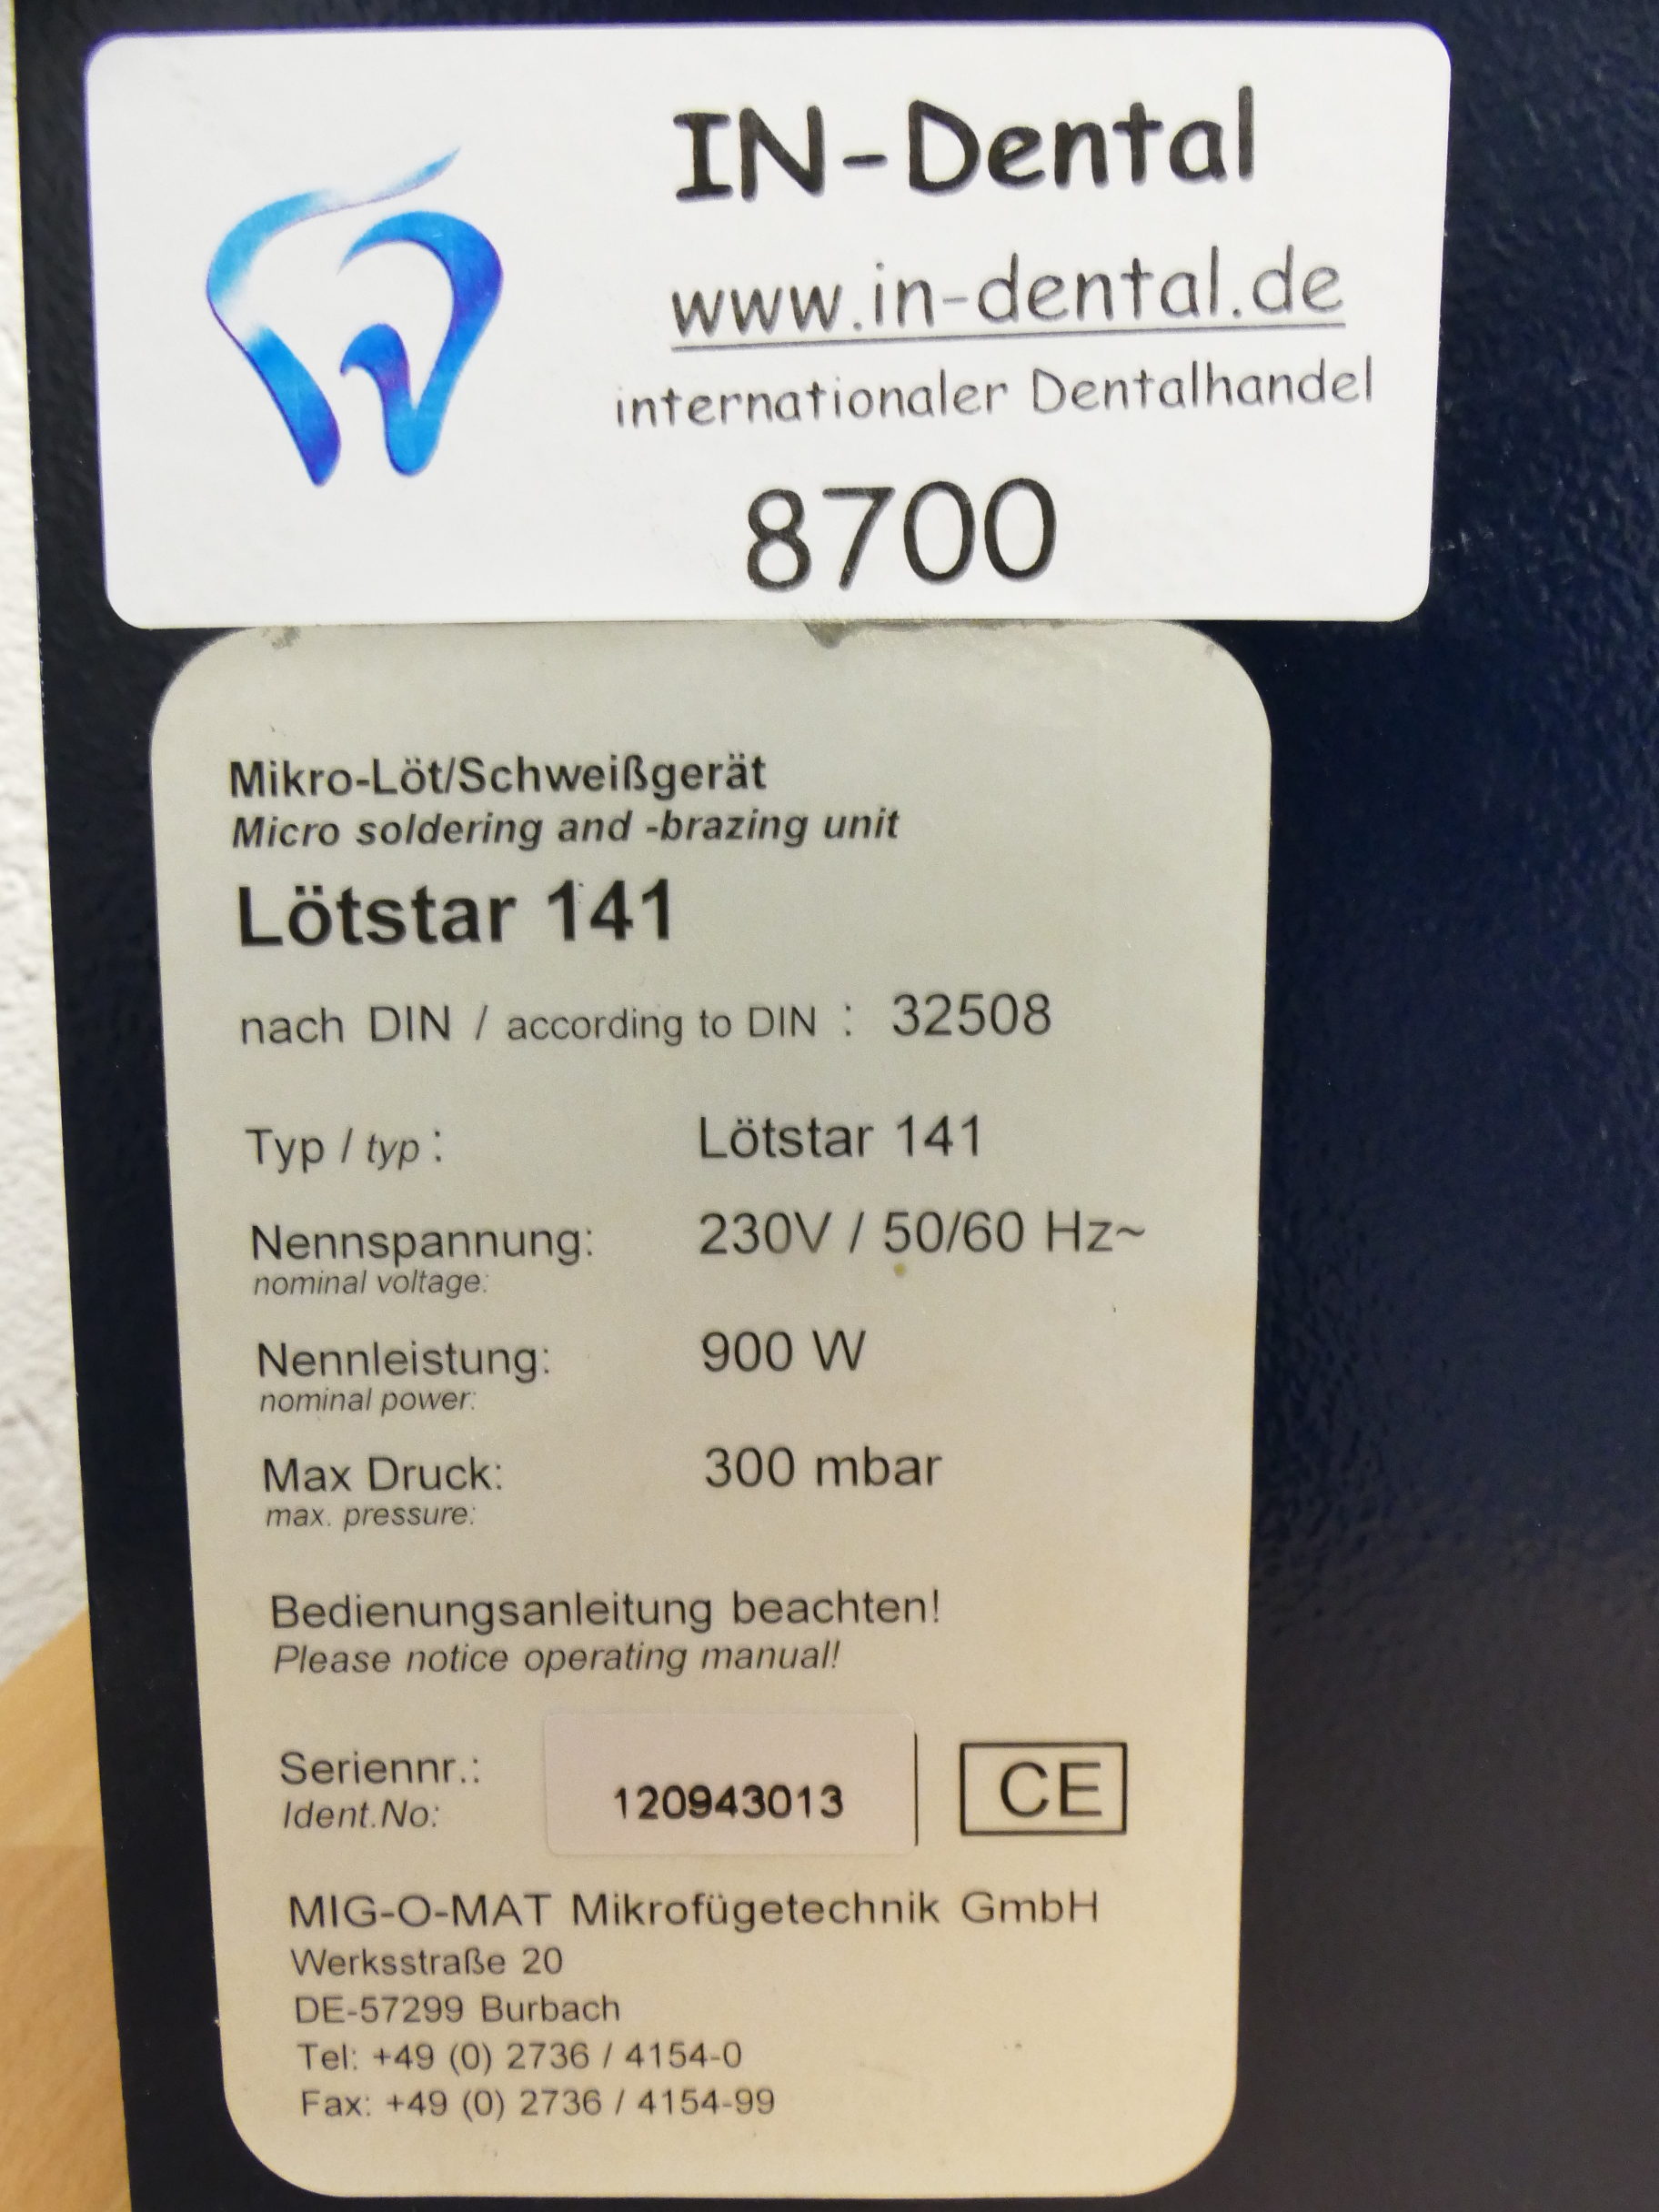 IN-Dental
www.in-dental.de
internationaler Dentalhandel
8700
Mikro-Löt/Schweißgerät
Micro soldering and -brazing unit
Lötstar 141
nach DIN / according to DIN : 32508
Typ / typ : Lötstar 141
Nennspannung: 230V / 50/60 Hz~
nominal voltage:
Nennleistung: 900 W
nominal power:
Max Druck: 300 mbar
max. pressure:
Bedienungsanleitung beachten!
Please notice operating manual!
Seriennr.:
Ident.No: 120943013 CE
MIG-O-MAT Mikrofügetechnik GmbH
Werksstraße 20
DE-57299 Burbach
Tel: +49 (0) 2736 / 4154-0
Fax: +49 (0) 2736 / 4154-99